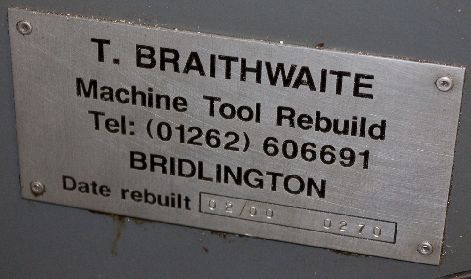 T. BRAITHWAITE
Machine Tool Rebuild
Tel: (01262) 606691
BRIDLINGTON
Date rebuilt 02/00 0270